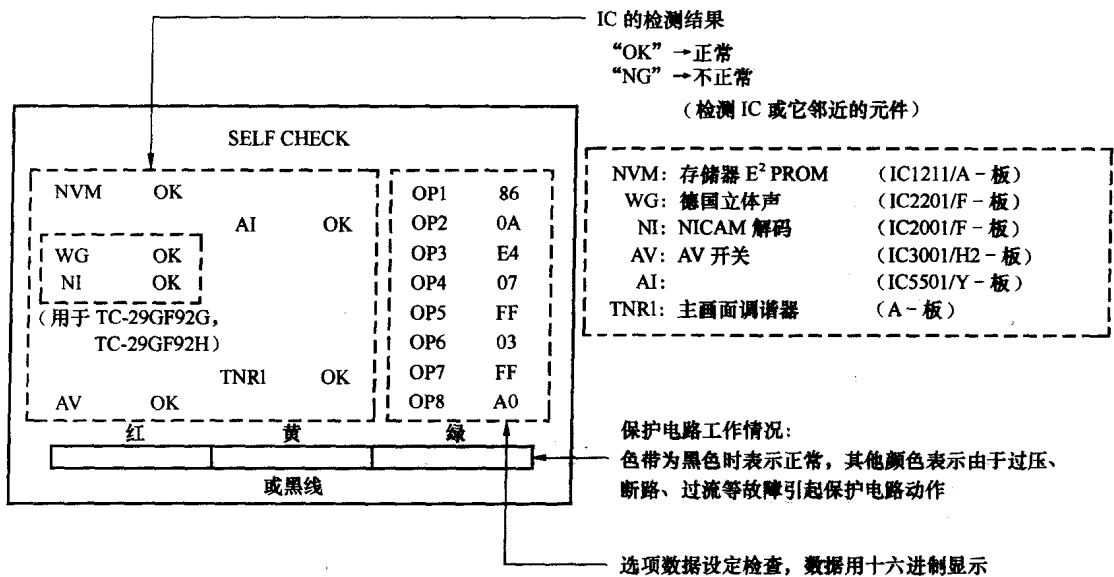 IC 的检测结果
“OK” →正常
“NG” →不正常
(检测 IC 或它邻近的元件)
SELF CHECK
NVM OK
AI OK
WG OK
NI OK
(用于 TC-29GF92G,
TC-29GF92H)
TNR1 OK
AV OK
OP1 86
OP2 0A
OP3 E4
OP4 07
OP5 FF
OP6 03
OP7 FF
OP8 A0
红 黄 绿
或黑线
NVM: 存储器 E² PROM (IC1211/A-板)
WG: 德国立体声 (IC2201/F-板)
NI: NICAM 解码 (IC2001/F-板)
AV: AV 开关 (IC3001/H2-板)
AI: (IC5501/Y-板)
TNR1: 主画面调谐器 (A-板)
保护电路工作情况:
色带为黑色时表示正常, 其他颜色表示由于过压、
断路、过流等故障引起保护电路动作
选项数据设定检查, 数据用十六进制显示